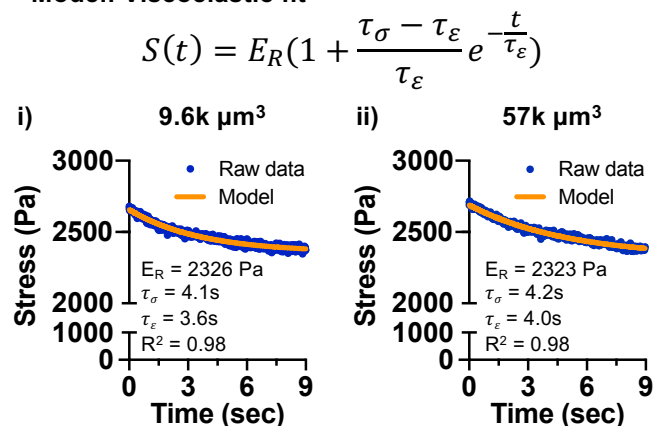 Model: Viscoelastic fit
S(t) = E_R(1 + \frac{τ_σ − τ_ε}{τ_ε} e^{−\frac{t}{τ_ε}})
i) 9.6k µm³
ii) 57k µm³
Stress (Pa)
3000
2500
2000
1000
0
Raw data
Model
E_R = 2326 Pa
τ_σ = 4.1s
τ_ε = 3.6s
R² = 0.98
0 3 6 9
Time (sec)
Stress (Pa)
3000
2500
2000
1000
0
Raw data
Model
E_R = 2323 Pa
τ_σ = 4.2s
τ_ε = 4.0s
R² = 0.98
0 3 6 9
Time (sec)